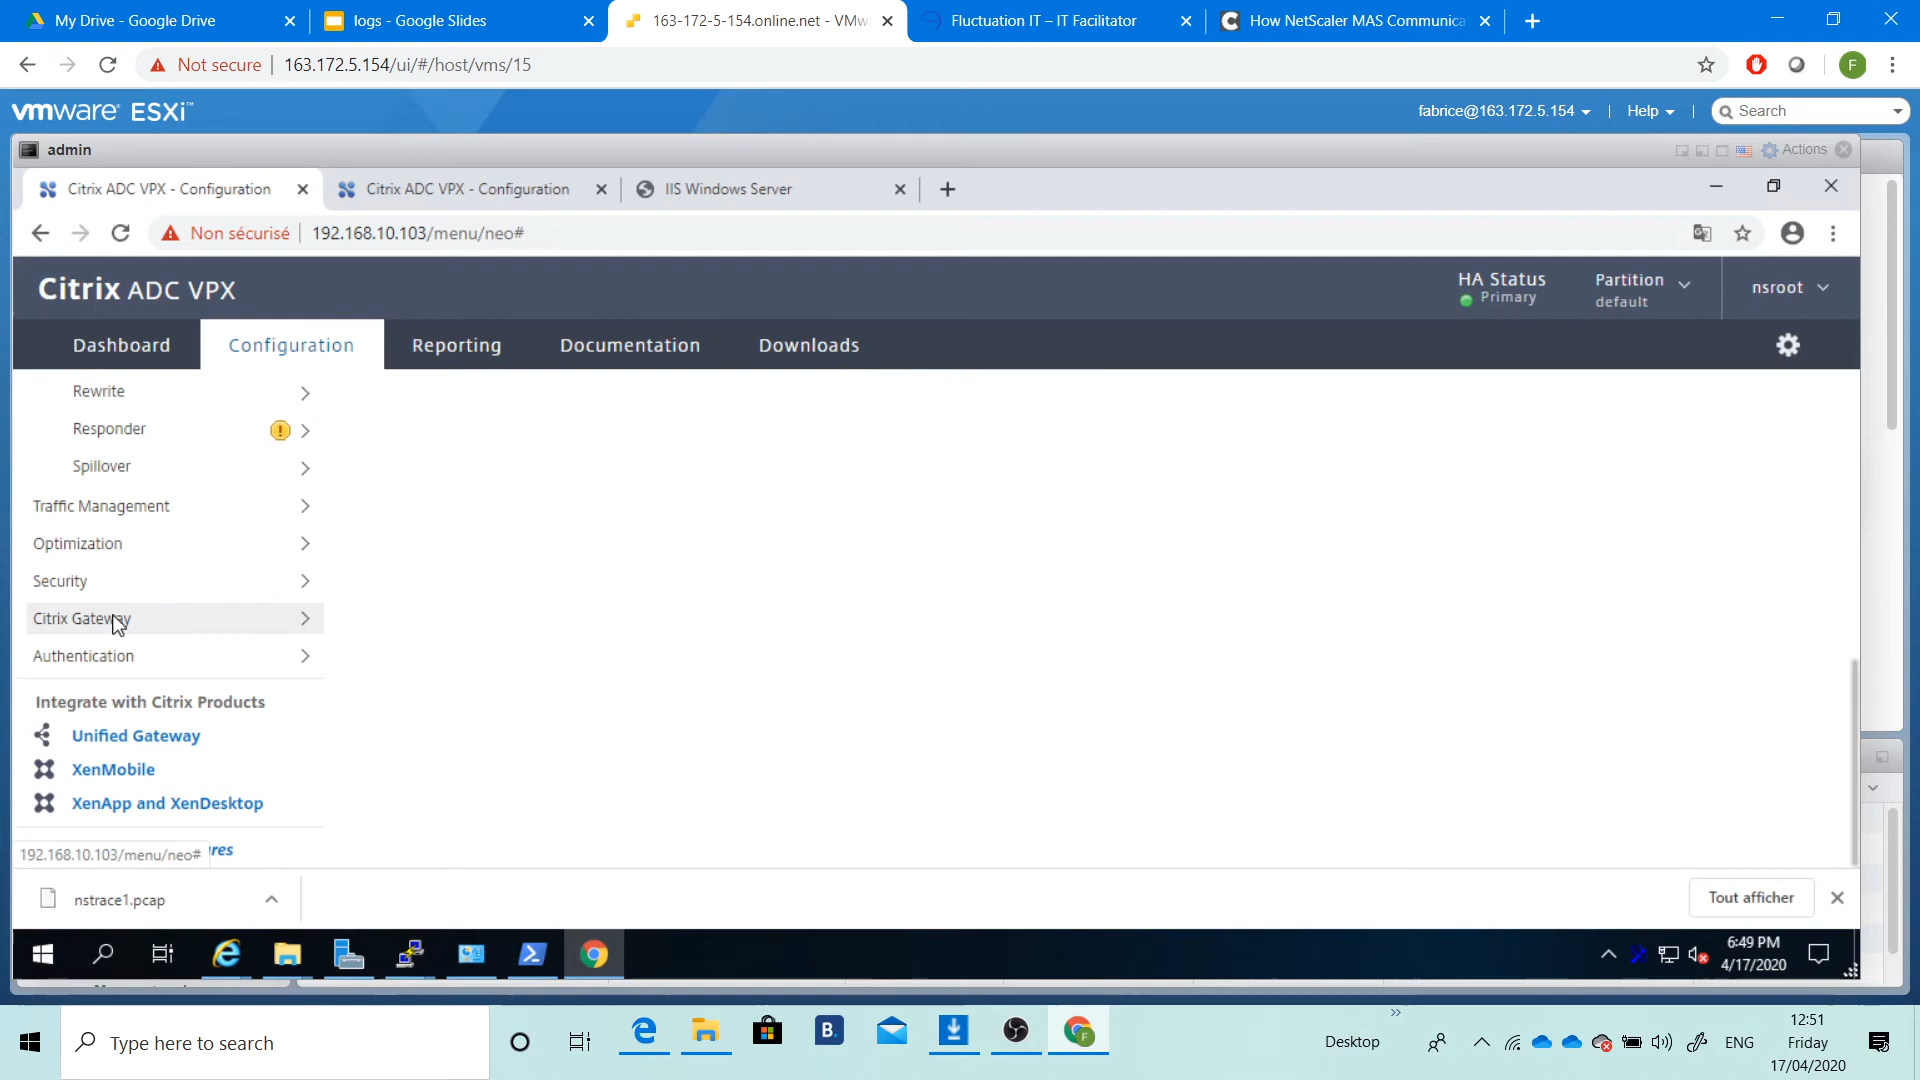 My Drive - Google Drive
logs - Google Slides
163-172-5-154.online.net - VMw
Fluctuation IT – IT Facilitator
How NetScaler MAS Communica
Not secure
163.172.5.154/ui/#/host/vms/15
F
vmware ESXi™
fabrice@163.172.5.154
Help
Search
admin
Actions
Citrix ADC VPX - Configuration
Citrix ADC VPX - Configuration
IIS Windows Server
Non sécurisé
192.168.10.103/menu/neo#
Citrix ADC VPX
HA Status
Primary
Partition
default
nsroot
Dashboard
Configuration
Reporting
Documentation
Downloads
Rewrite
Responder
Spillover
Traffic Management
Optimization
Security
Citrix Gateway
Authentication
Integrate with Citrix Products
Unified Gateway
XenMobile
XenApp and XenDesktop
192.168.10.103/menu/neo#
res
nstrace1.pcap
Tout afficher
6:49 PM
4/17/2020
Type here to search
B.
F
Desktop
ENG
12:51
Friday
17/04/2020